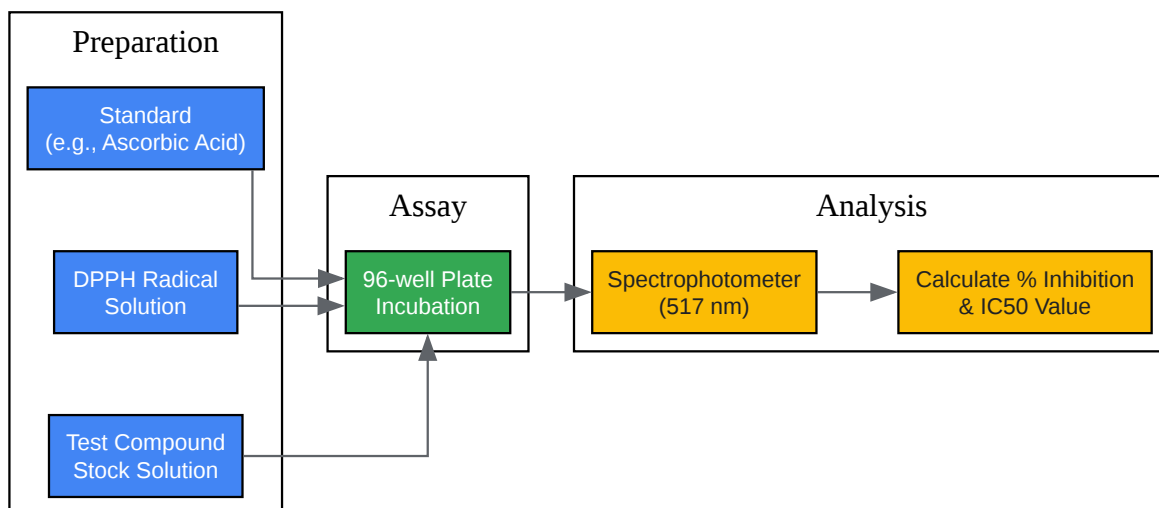 Preparation
Standard
(e.g., Ascorbic Acid)
DPPH Radical
Solution
Test Compound
Stock Solution
Assay
96-well Plate
Incubation
Analysis
Spectrophotometer
(517 nm)
Calculate % Inhibition
& IC50 Value